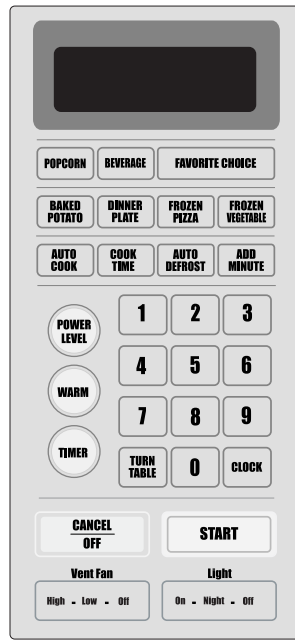 POPCORN BEVERAGE FAVORITE CHOICE
BAKED POTATO
DINNER PLATE
FROZEN PIZZA
FROZEN VEGETABLE
AUTO COOK
COOK TIME
AUTO DEFROST
ADD MINUTE
POWER LEVEL
WARM
TIMER
1 2 3
4 5 6
7 8 9
TURN TABLE
0
CLOCK
CANCEL
OFF
START
Vent Fan
High - Low - Off
Light
On - Night - Off